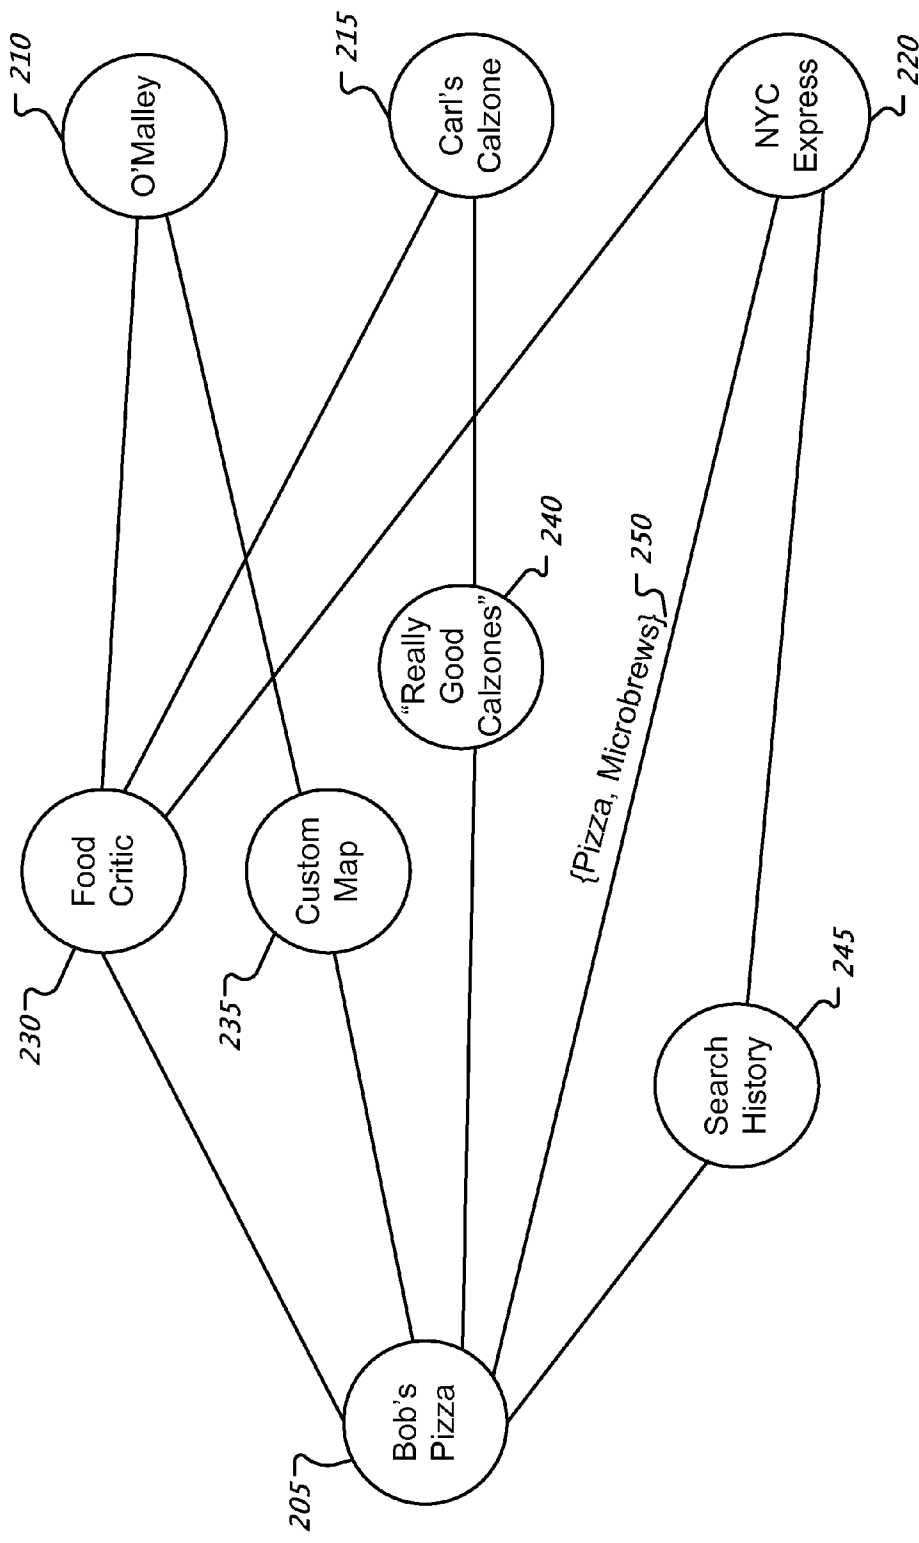 205
Bob's
Pizza
230
Food
Critic
235
Custom
Map
"Really
Good
Calzones"
240
{Pizza, Microbrews}
250
Search
History
245
O'Malley
210
Carl's
Calzone
215
NYC
Express
220